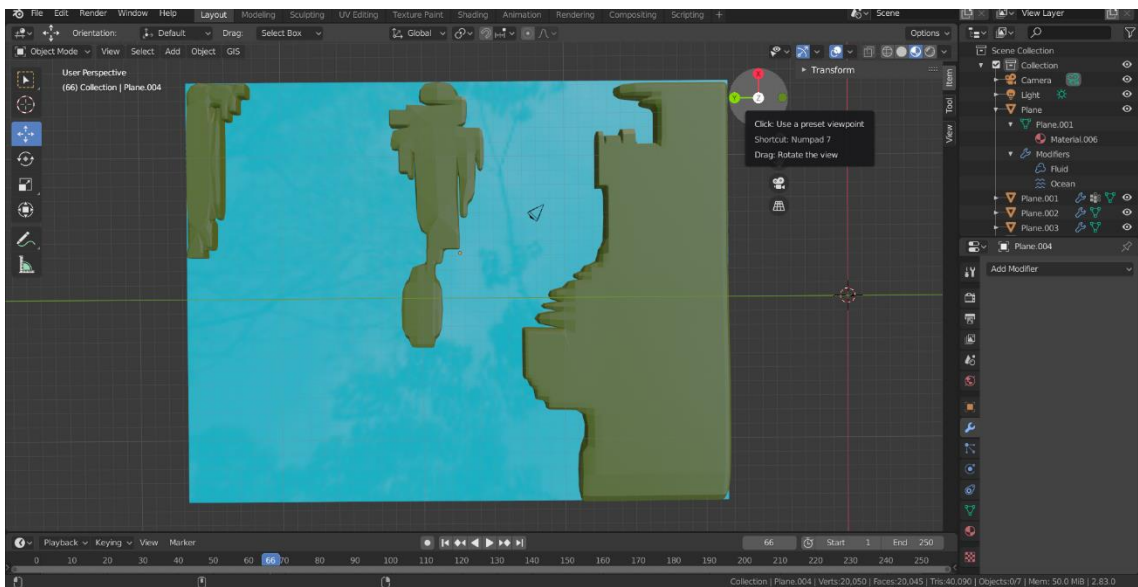 File Edit Render Window Help Layout Modeling Sculpting UV Editing Texture Paint Shading Animation Rendering Compositing Scripting + Scene View Layer
Orientation: Default Drag: Select Box Global Options
Object Mode View Select Add Object GIS
User Perspective
(66) Collection | Plane.004
X
Y
Z
Transform
Item
Tool
View
Click: Use a preset viewpoint
Shortcut: Numpad 7
Drag: Rotate the view
Scene Collection
Collection
Camera
Light
Plane
Plane.001
Material.006
Modifiers
Fluid
Ocean
Plane.001
Plane.002
Plane.003
Plane.004
Add Modifier
Playback Keying View Marker 66 Start 1 End 250
0 10 20 30 40 50 60 66 70 80 90 100 110 120 130 140 150 160 170 180 190 200 210 220 230 240 250
Collection | Plane.004 | Verts:20,050 | Faces:20,045 | Tris:40,090 | Objects:0/7 | Mem: 50.0 MiB | 2.83.0